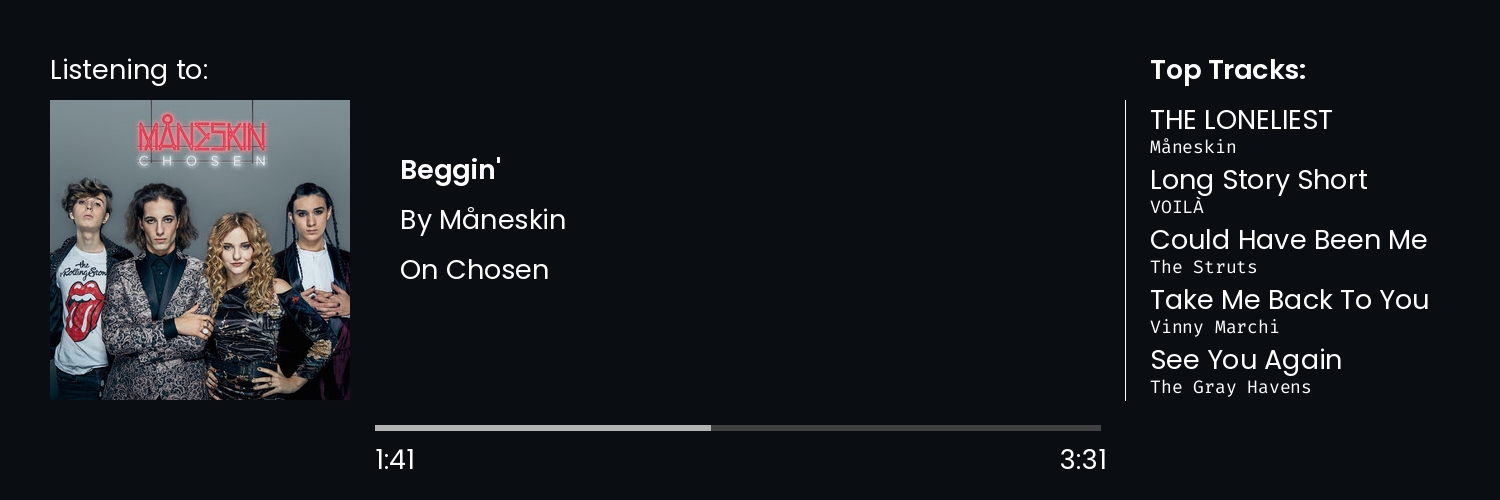 Listening to:
MÅNESKIN
CHOSEN
the
Rolling Stones
Beggin'
By Måneskin
On Chosen
1:41
3:31
Top Tracks:
THE LONELIEST
Måneskin
Long Story Short
VOILÀ
Could Have Been Me
The Struts
Take Me Back To You
Vinny Marchi
See You Again
The Gray Havens